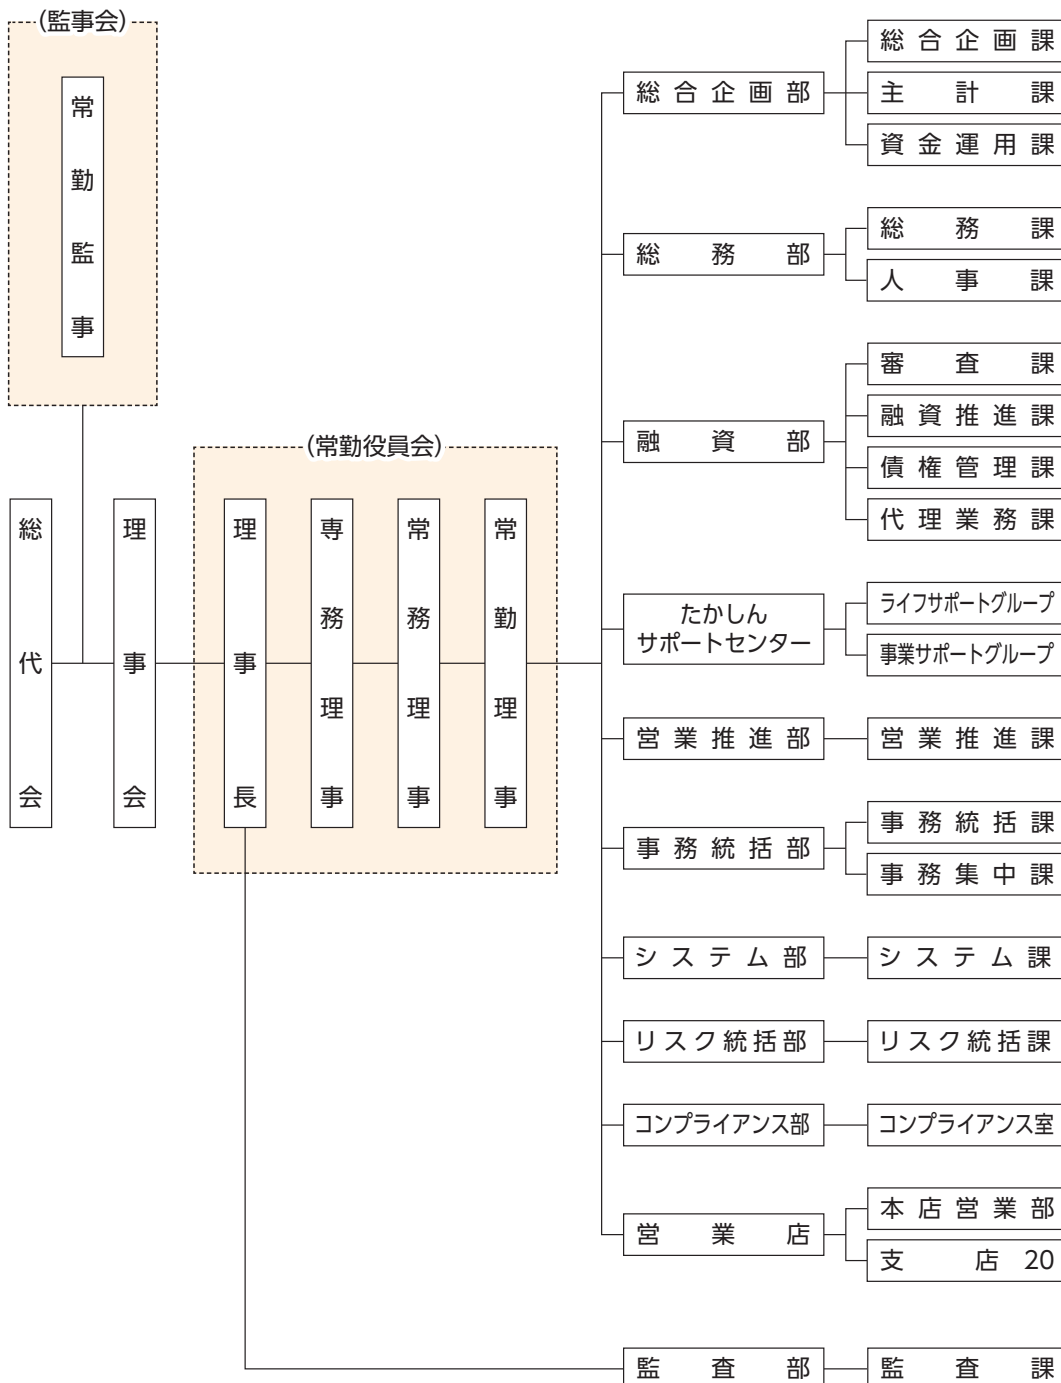 (監事会)
常勤監事
総代会
理事会
(常勤役員会)
理事長
専務理事
常務理事
常勤理事
総合企画部
総合企画課
主計課
資金運用課
総務部
総務課
人事課
融資部
審査課
融資推進課
債権管理課
代理業務課
たかしん
サポートセンター
ライフサポートグループ
事業サポートグループ
営業推進部
営業推進課
事務統括部
事務統括課
事務集中課
システム部
システム課
リスク統括部
リスク統括課
コンプライアンス部
コンプライアンス室
営業店
本店営業部
支店 20
監査部
監査課